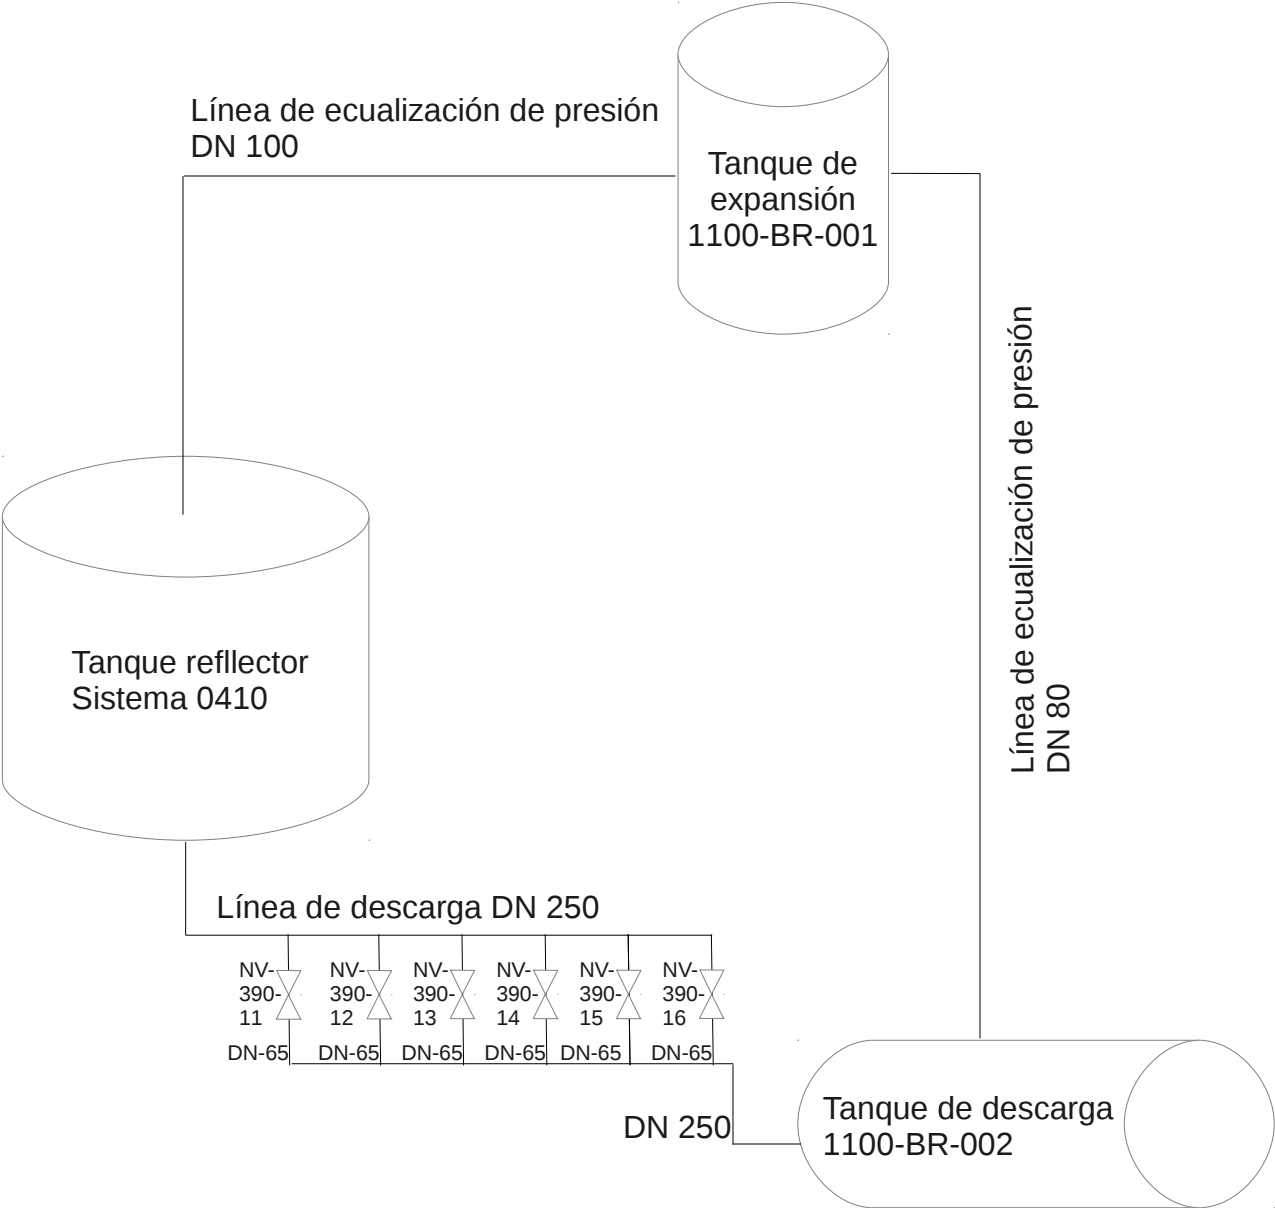 Línea de ecualización de presión
DN 100
Tanque de
expansión
1100-BR-001
Línea de ecualización de presión
DN 80
Tanque refllector
Sistema 0410
Línea de descarga DN 250
NV-
390-
11
NV-
390-
12
NV-
390-
13
NV-
390-
14
NV-
390-
15
NV-
390-
16
DN-65
DN-65
DN-65
DN-65
DN-65
DN-65
DN 250
Tanque de descarga
1100-BR-002